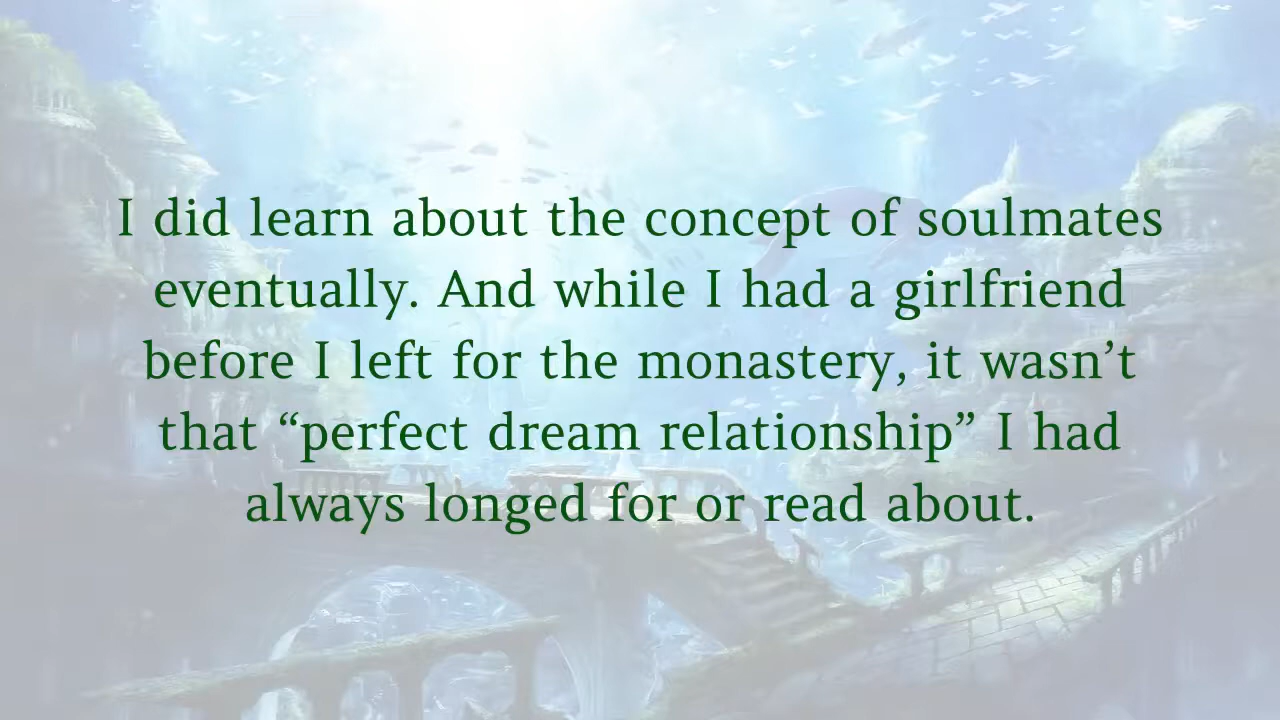 I did learn about the concept of soulmates
eventually. And while I had a girlfriend
before I left for the monastery, it wasn’t
that “perfect dream relationship” I had
always longed for or read about.